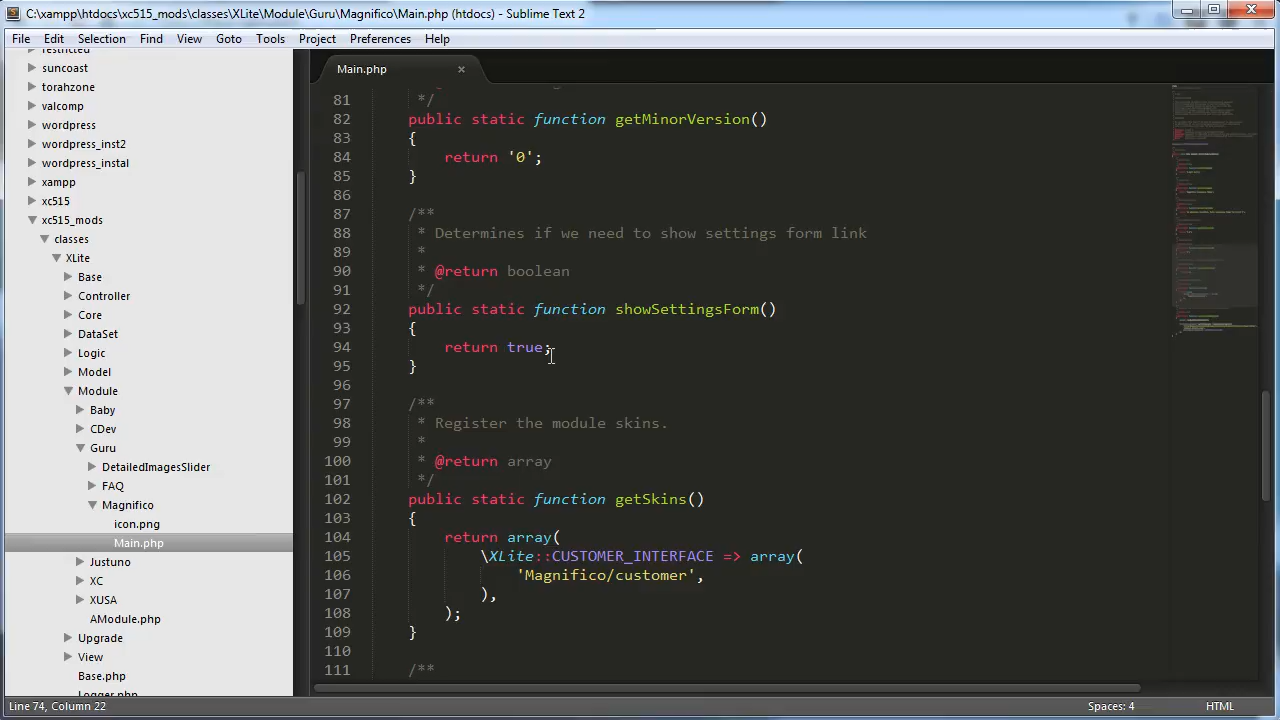 C:\xampp\htdocs\xc515_mods\classes\XLite\Module\Guru\Magnifico\Main.php (htdocs) - Sublime Text 2
File Edit Selection Find View Goto Tools Project Preferences Help
restricted
suncoast
torahzone
valcomp
wordpress
wordpress_inst2
wordpress_instal
xampp
xc515
xc515_mods
classes
XLite
Base
Controller
Core
DataSet
Logic
Model
Module
Baby
CDev
Guru
DetailedImagesSlider
FAQ
Magnifico
icon.png
Main.php
Justuno
XC
XUSA
AModule.php
Upgrade
View
Base.php
Logger.php
Main.php ×
81 */
82 public static function getMinorVersion()
83 {
84 return '0';
85 }
86
87 /**
88 * Determines if we need to show settings form link
89 *
90 * @return boolean
91 */
92 public static function showSettingsForm()
93 {
94 return true;
95 }
96
97 /**
98 * Register the module skins.
99 *
100 * @return array
101 */
102 public static function getSkins()
103 {
104 return array(
105 \XLite::CUSTOMER_INTERFACE => array(
106 'Magnifico/customer',
107 ),
108 );
109 }
110
111 /**
Line 74, Column 22
Spaces: 4
HTML